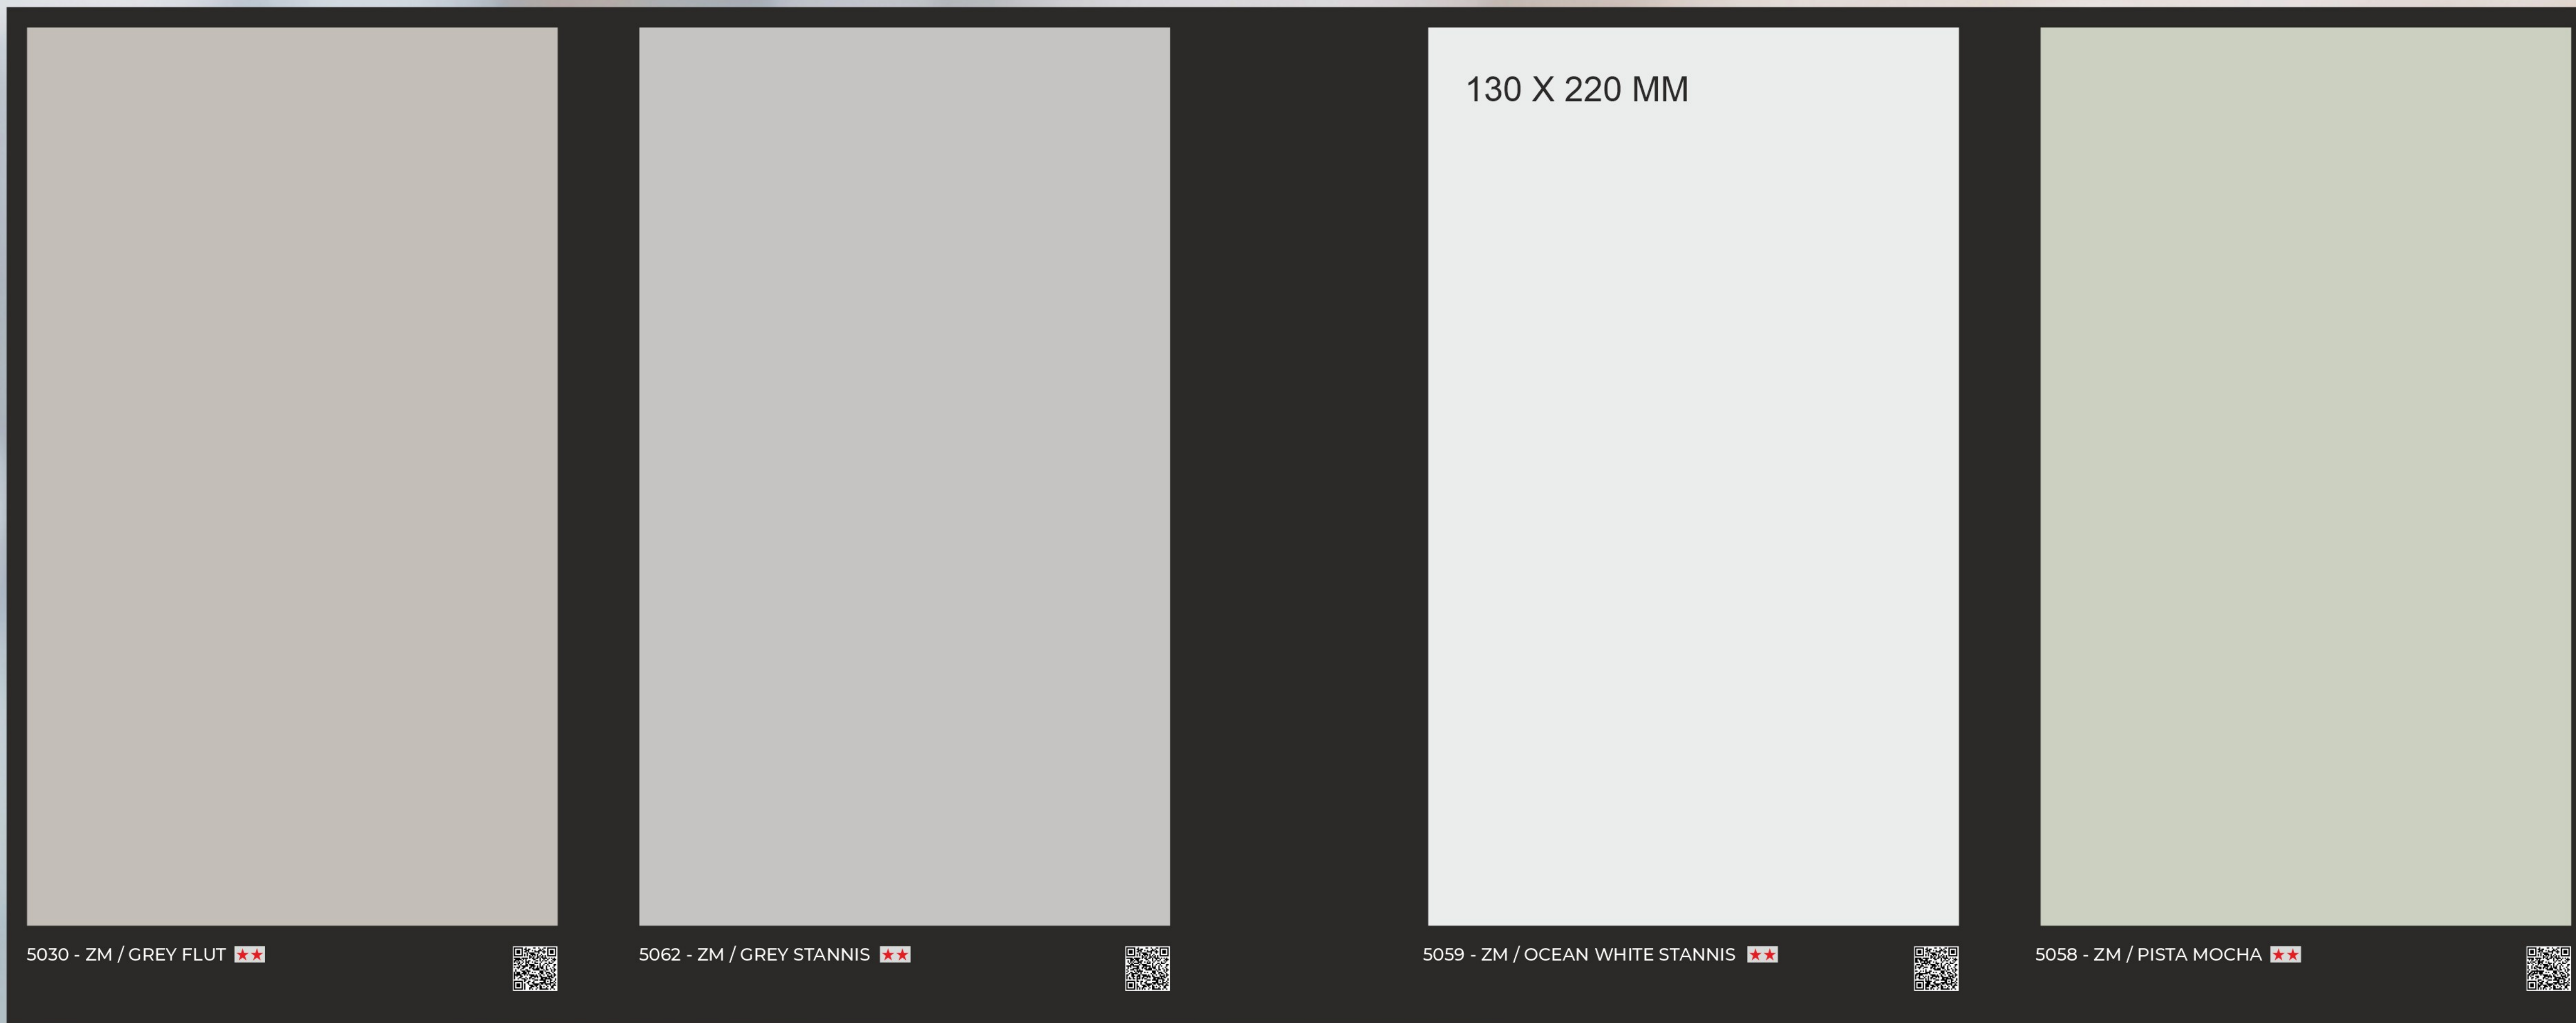 130 X 220 MM
5030 - ZM / GREY FLUT ★★
5062 - ZM / GREY STANNIS ★★
5059 - ZM / OCEAN WHITE STANNIS ★★
5058 - ZM / PISTA MOCHA ★★